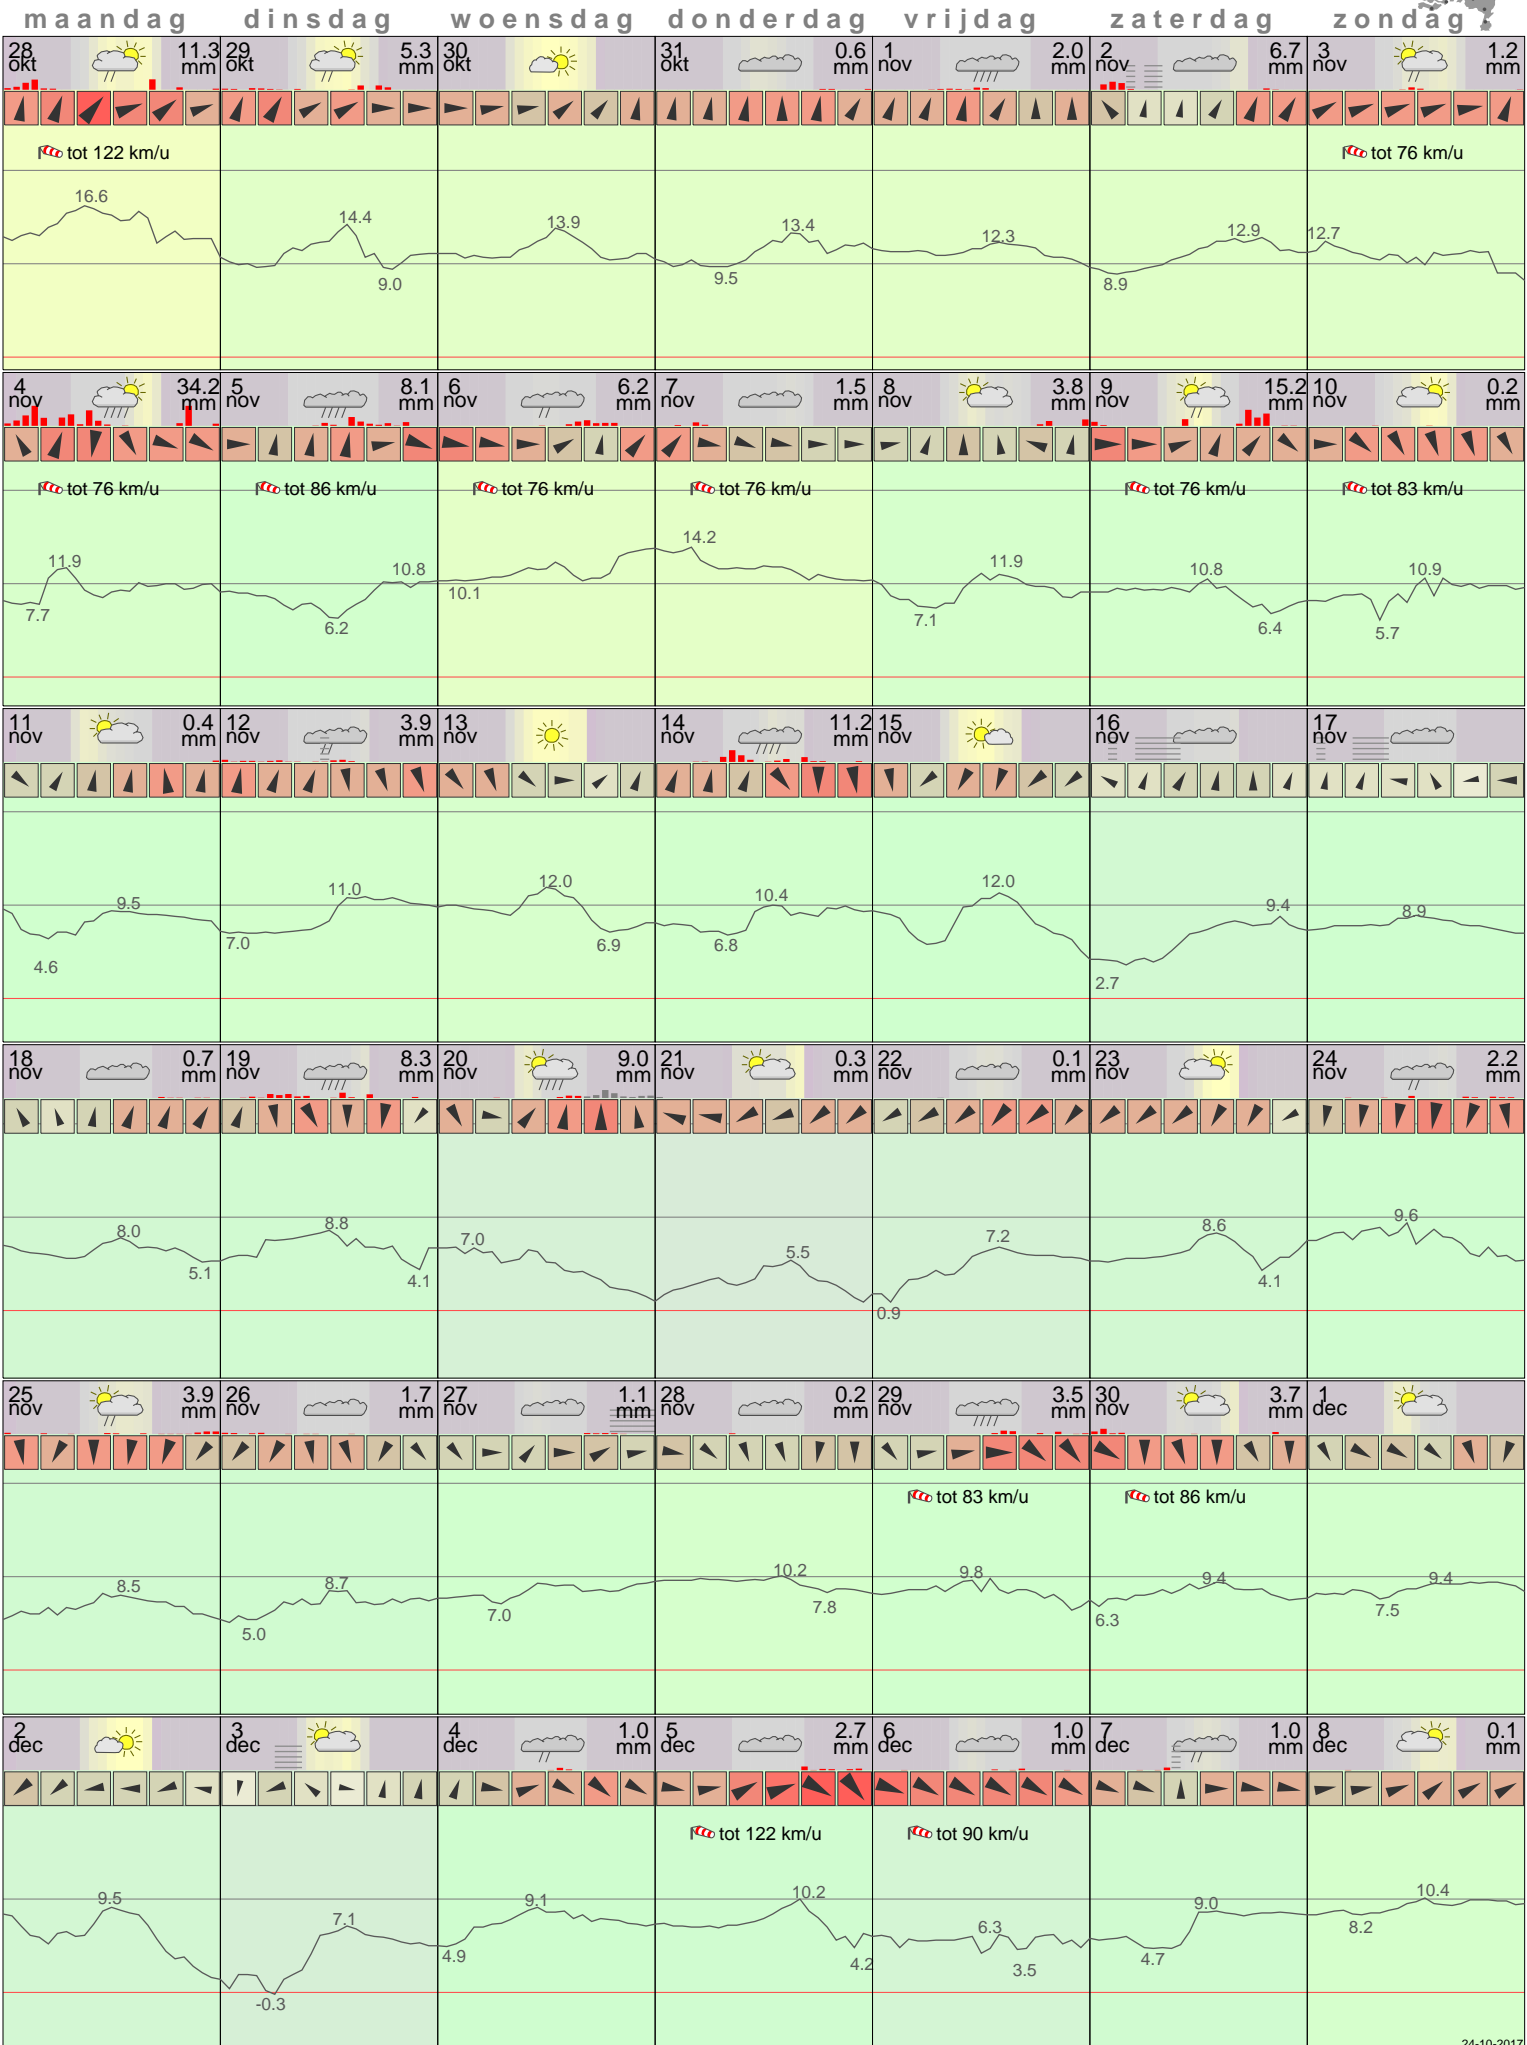 maandag dinsdag woensdag donderdag vrijdag zaterdag zondag
28 11.3 29 5.3 30 31 0.6 1 2.0 2 6.7 3 1.2
okt mm okt mm okt okt mm nov mm nov mm nov mm
tot 122 km/u tot 76 km/u
16.6 14.4 13.9 13.4 12.3 12.9 12.7
9.0 9.5 8.9
4 34.2 5 8.1 6 6.2 7 1.5 8 3.8 9 15.2 10 0.2
nov mm nov mm nov mm nov mm nov mm nov mm nov mm
tot 76 km/u tot 86 km/u tot 76 km/u tot 76 km/u tot 76 km/u tot 83 km/u
11.9 10.8 14.2 11.9 10.8 10.9
7.7 6.2 10.1 7.1 6.4 5.7
11 0.4 12 3.9 13 14 11.2 15 16 17
nov mm nov mm nov nov mm nov nov nov
9.5 11.0 12.0 10.4 12.0 9.4 8.9
4.6 7.0 6.9 6.8 2.7
18 0.7 19 8.3 20 9.0 21 0.3 22 0.1 23 24 2.2
nov mm nov mm nov mm nov mm nov mm nov nov mm
8.0 8.8 7.0 5.5 7.2 8.6 9.6
5.1 4.1 0.9 4.1
25 3.9 26 1.7 27 1.1 28 0.2 29 3.5 30 3.7 1
nov mm nov mm nov mm nov mm nov mm nov mm dec
tot 83 km/u tot 86 km/u
8.5 8.7 10.2 9.8 9.4 9.4
5.0 7.0 7.8 6.3 7.5
2 3 4 1.0 5 2.7 6 1.0 7 1.0 8 0.1
dec dec dec mm dec mm dec mm dec mm dec mm
tot 122 km/u tot 90 km/u
9.5 7.1 9.1 10.2 6.3 9.0 10.4
-0.3 4.9 4.2 3.5 4.7 8.2
24-10-2017